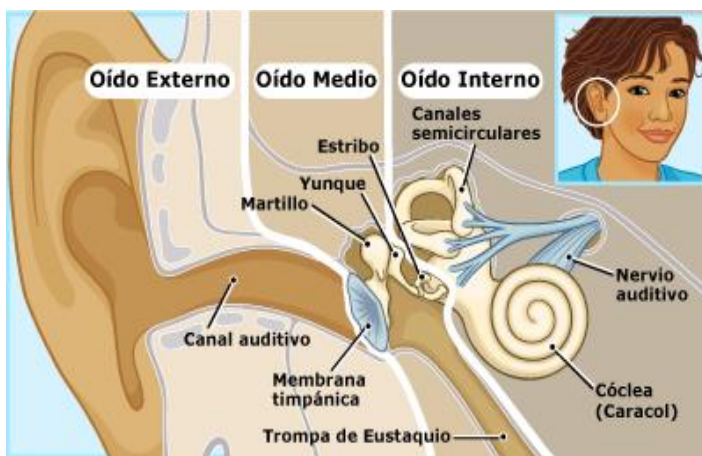 Oído Externo
Oído Medio
Oído Interno
Canales
semicirculares
Estribo
Yunque
Martillo
Nervio
auditivo
Canal auditivo
Membrana
timpánica
Cóclea
(Caracol)
Trompa de Eustaquio